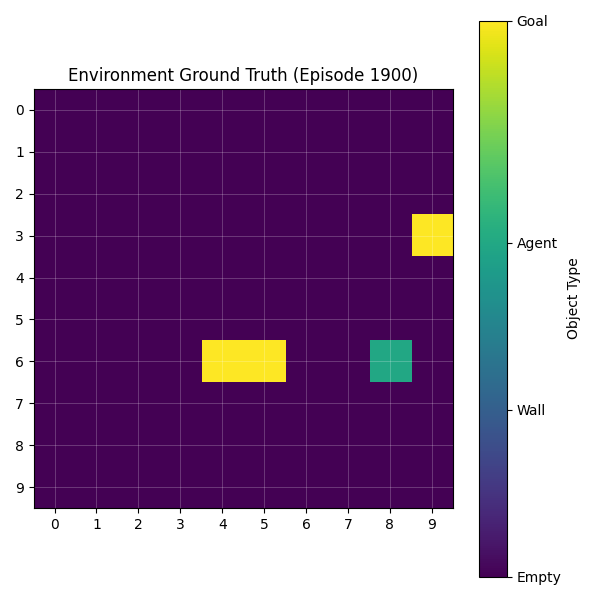 Environment Ground Truth (Episode 1900)
0
1
2
3
4
5
6
7
8
9
0 1 2 3 4 5 6 7 8 9
Goal
Agent
Wall
Empty
Object Type